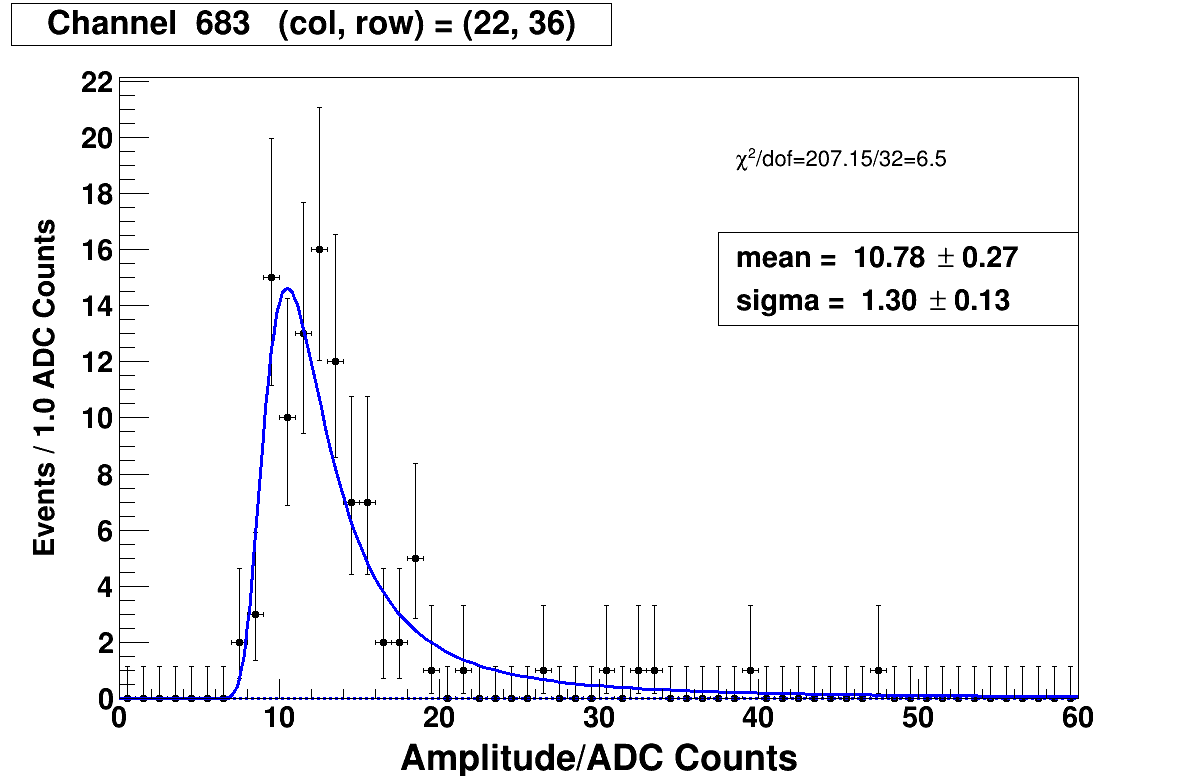 Channel 683 (col, row) = (22, 36)
22
20
18
16
14
12
10
8
6
4
2
0
Events / 1.0 ADC Counts
χ²/dof=207.15/32=6.5
mean = 10.78 ± 0.27
sigma = 1.30 ± 0.13
0 10 20 30 40 50 60
Amplitude/ADC Counts